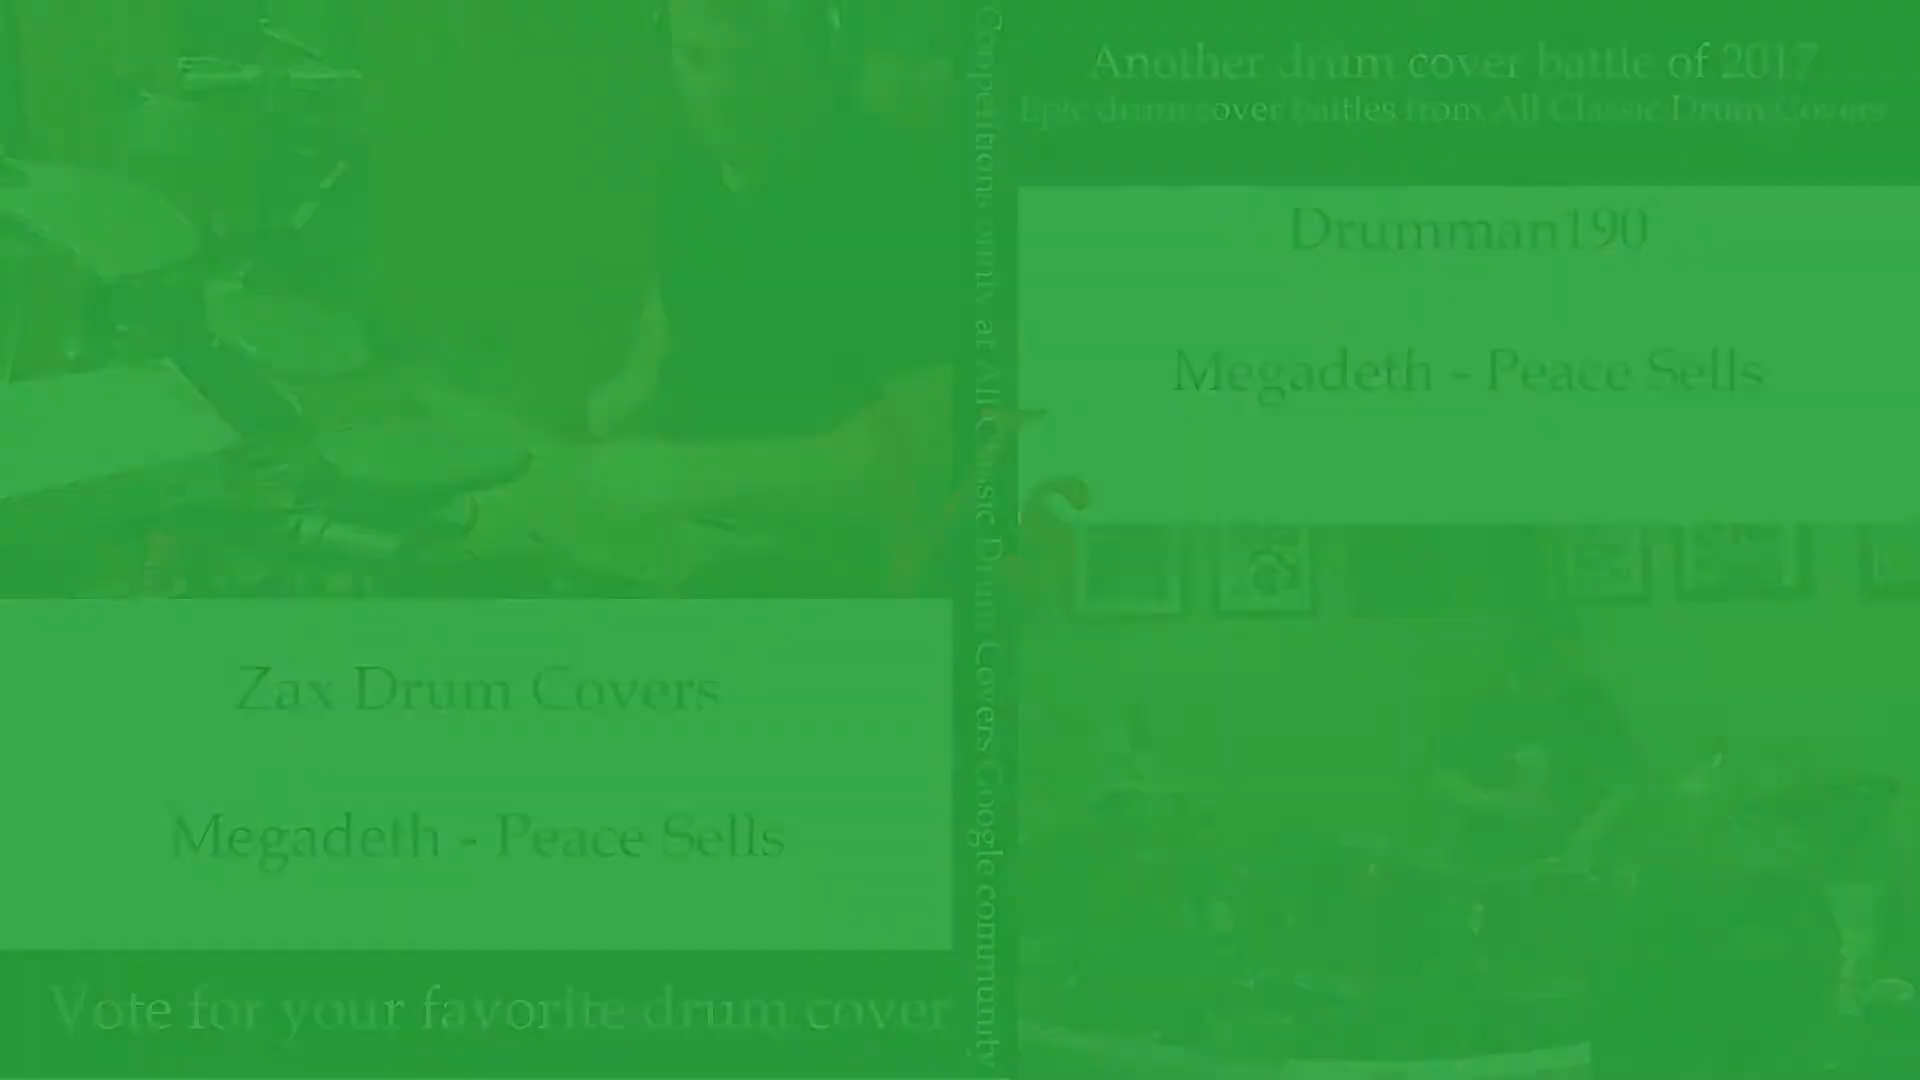 Another drum cover battle of 2017
Epic drum cover battles from All Classic Drum Covers
Drumman190
Megadeth - Peace Sells
Zax Drum Covers
Megadeth - Peace Sells
Vote for your favorite drum cover
at All Classic Drum Covers Google community